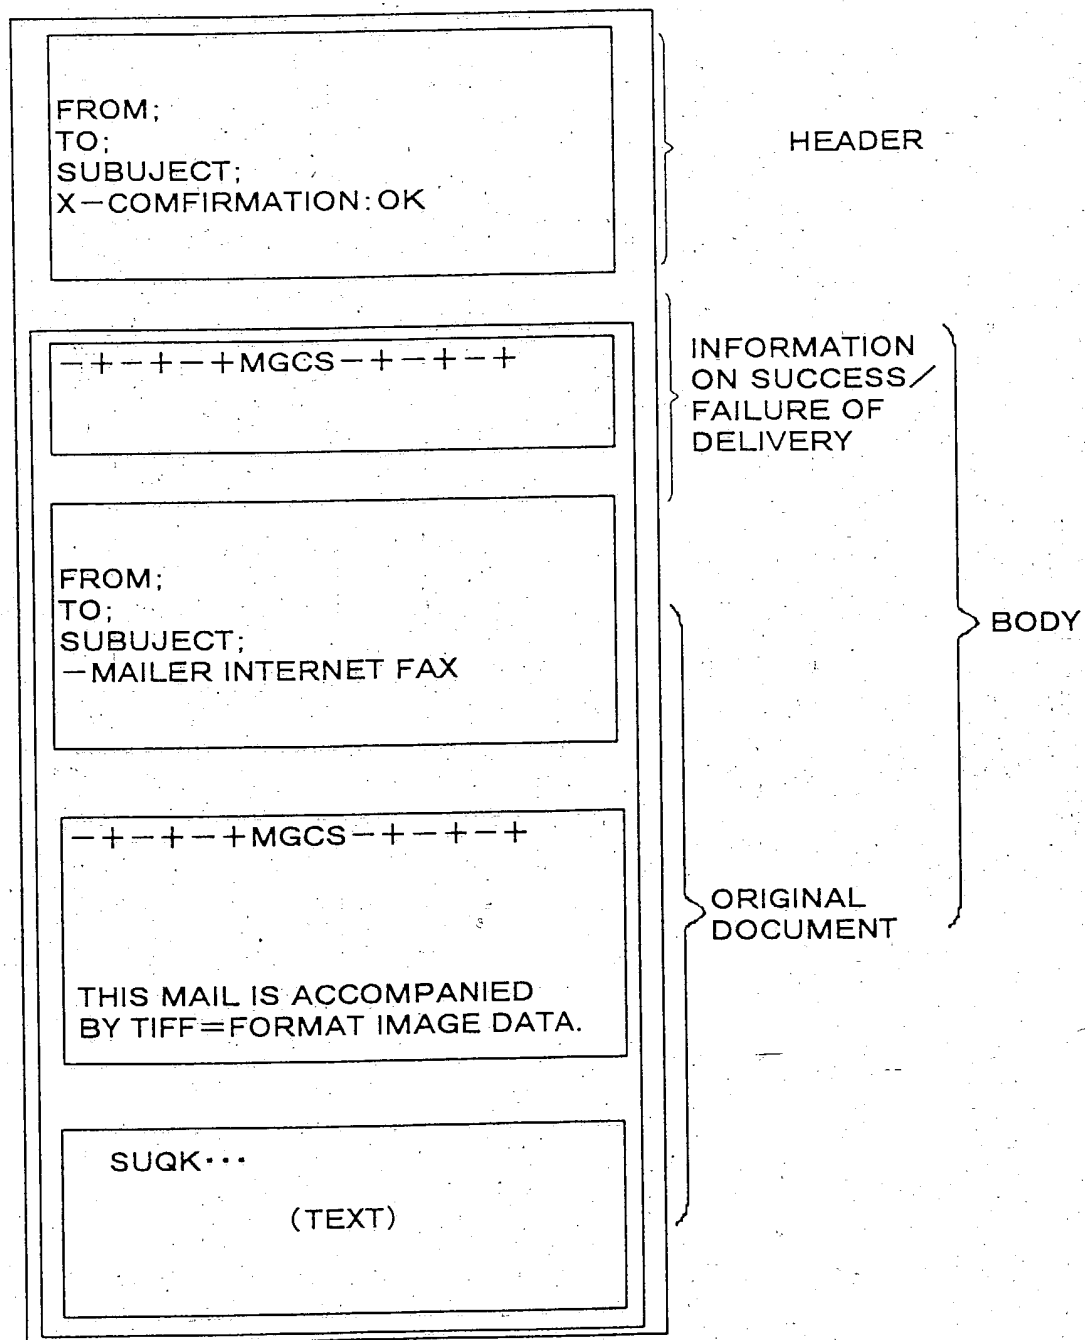 FROM;
TO;
SUBUJECT;
X-COMFIRMATION:OK
HEADER
-+-+-+MGCS-+-+-+
INFORMATION
ON SUCCESS/
FAILURE OF
DELIVERY
FROM;
TO;
SUBUJECT;
-MAILER INTERNET FAX
BODY
-+-+-+MGCS-+-+-+
THIS MAIL IS ACCOMPANIED
BY TIFF=FORMAT IMAGE DATA.
ORIGINAL
DOCUMENT
SUQK···
(TEXT)